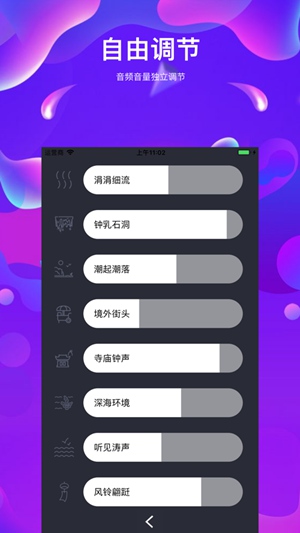 自由调节
音频音量独立调节
运营商
上午11:03
涓涓细流
钟乳石洞
潮起潮落
境外街头
寺庙钟声
深海环境
听见涛声
风铃翩跹